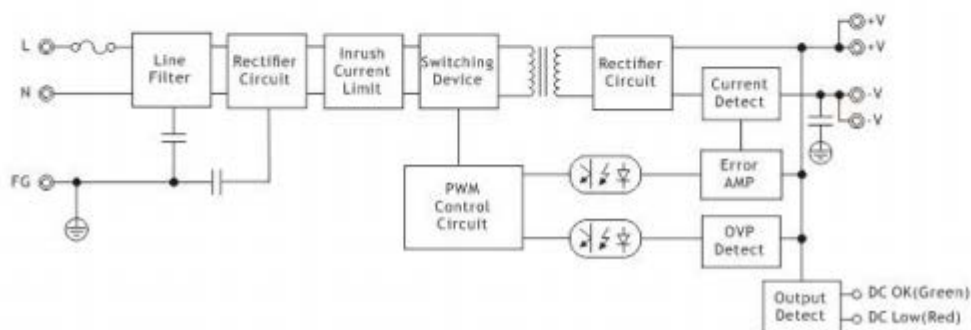 L
N
FG
Line
Filter
Rectifier
Circuit
Inrush
Current
Limit
Switching
Device
Rectifier
Circuit
Current
Detect
+V
+V
-V
-V
PWM
Control
Circuit
Error
AMP
OVP
Detect
Output
Detect
DC OK(Green)
DC Low(Red)